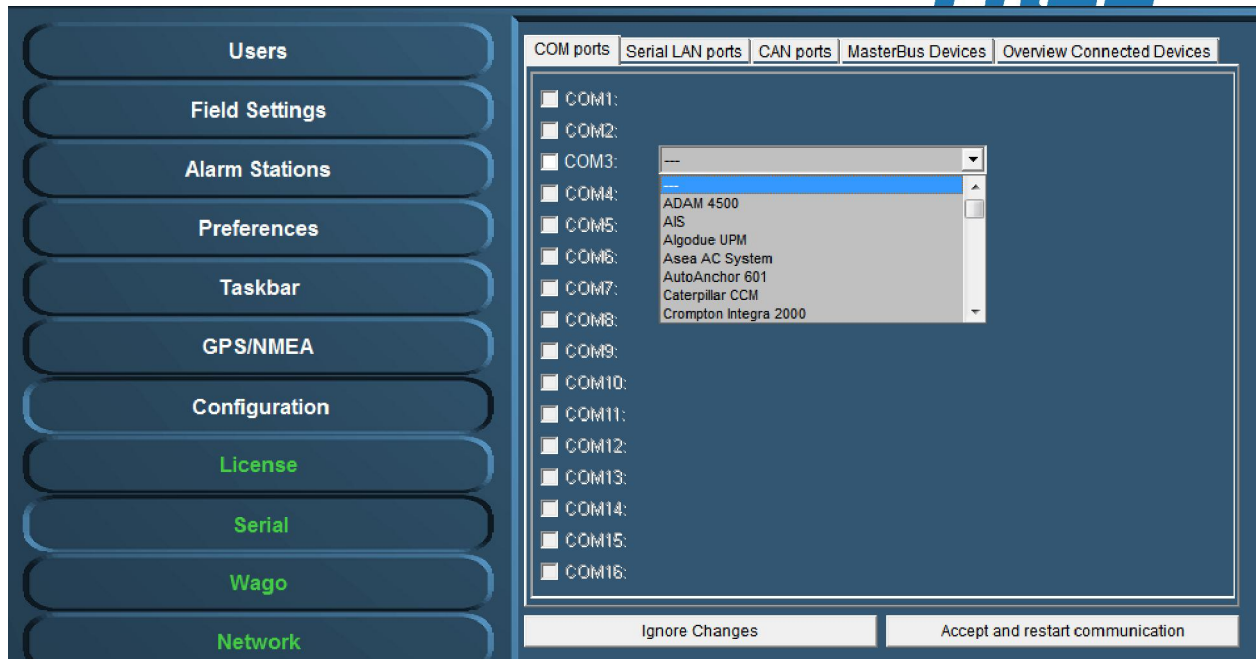 Users
Field Settings
Alarm Stations
Preferences
Taskbar
GPS/NMEA
Configuration
License
Serial
Wago
Network
COM ports
Serial LAN ports
CAN ports
MasterBus Devices
Overview Connected Devices
COM1:
COM2:
COM3:
---
---
ADAM 4500
AIS
Algodue UPM
Asea AC System
AutoAnchor 601
Caterpillar CCM
Crompton Integra 2000
COM4:
COM5:
COM6:
COM7:
COM8:
COM9:
COM10:
COM11:
COM12:
COM13:
COM14:
COM15:
COM16:
Ignore Changes
Accept and restart communication